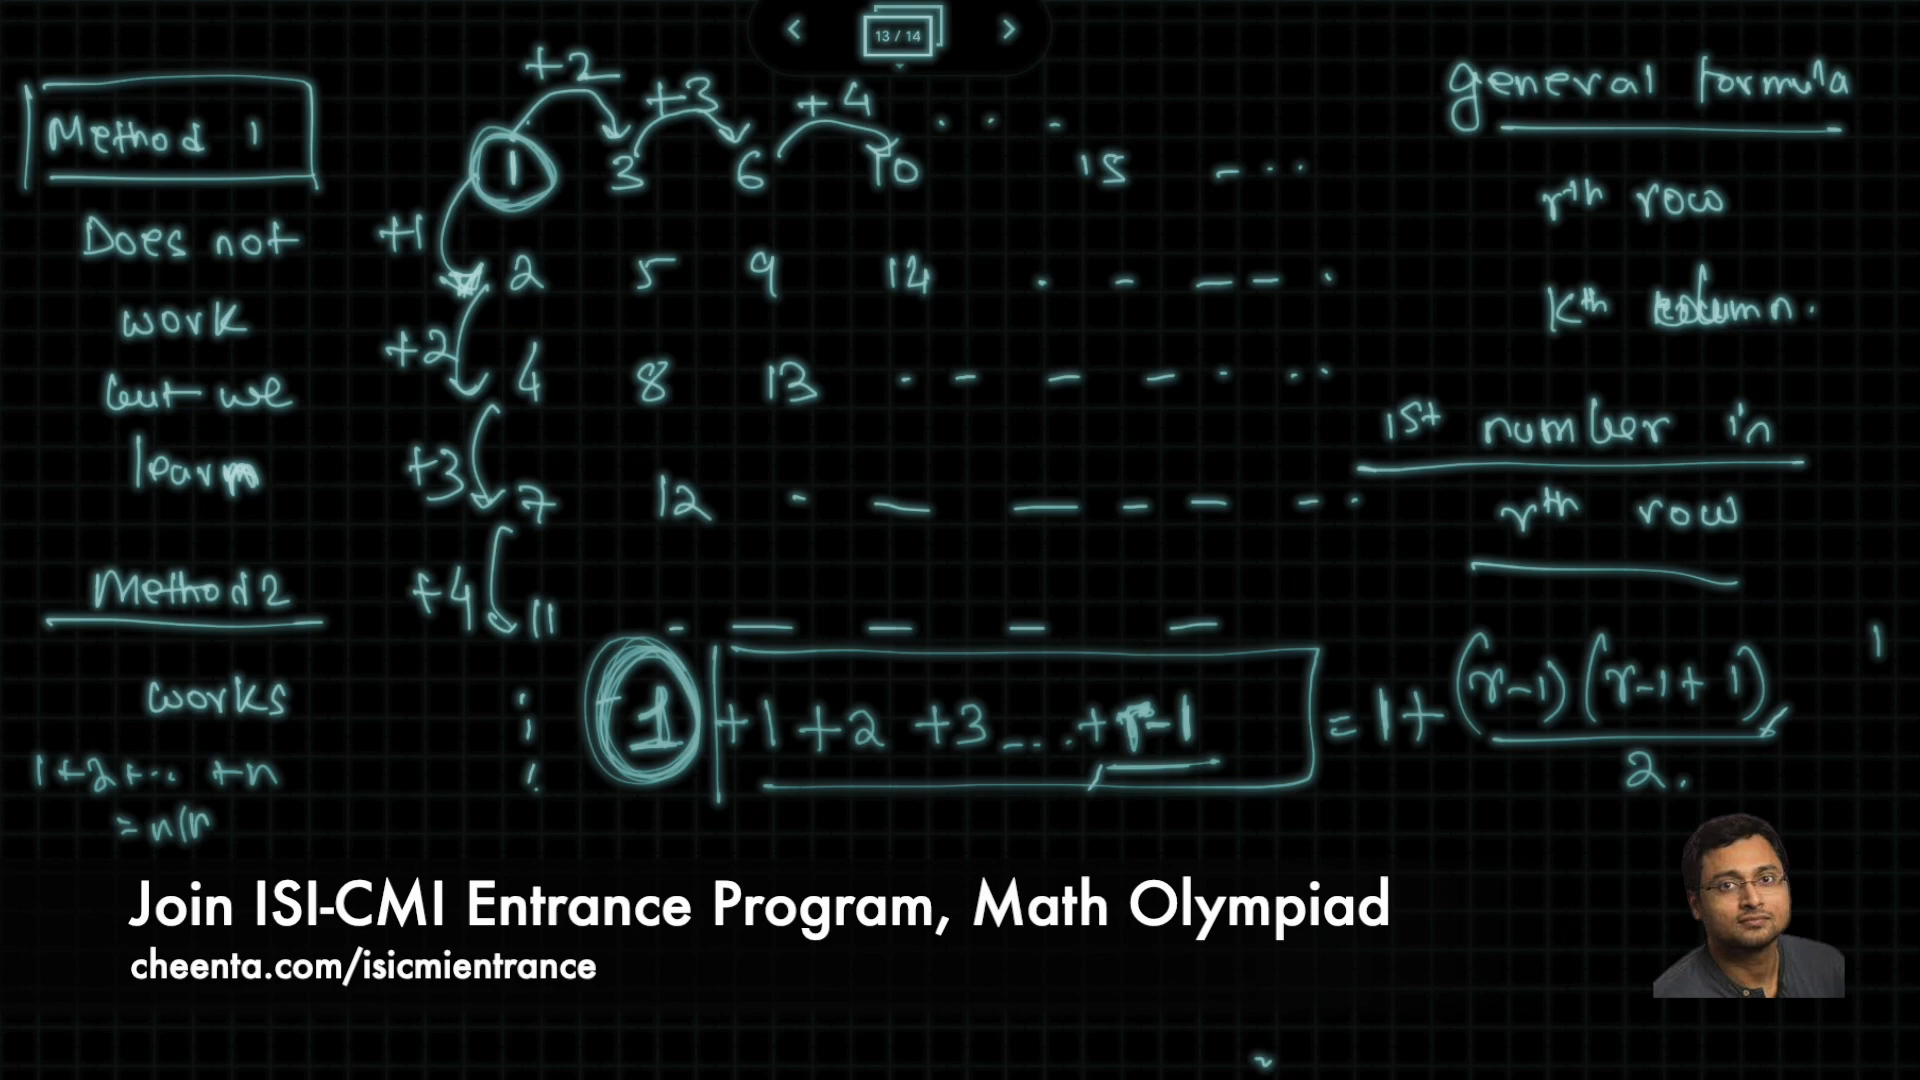 13 / 14
Method 1
Does not
work
but we
learn
Method 2
works
1+2+.. +n
= n(n
+2 +3 +4 . . .
1 3 6 10 15 - . . .
+1
2 5 9 14 . - - - .
+2
4 8 13 . - - - . . .
+3
7 12 - - - - - .
+4
11 - - - - -
1 +1 +2 +3 ... + r-1 = 1 + (r-1)(r-1+1)
2.
general formula
rth row
Kth column.
1st number in
rth row
Join ISI-CMI Entrance Program, Math Olympiad
cheenta.com/isicmientrance